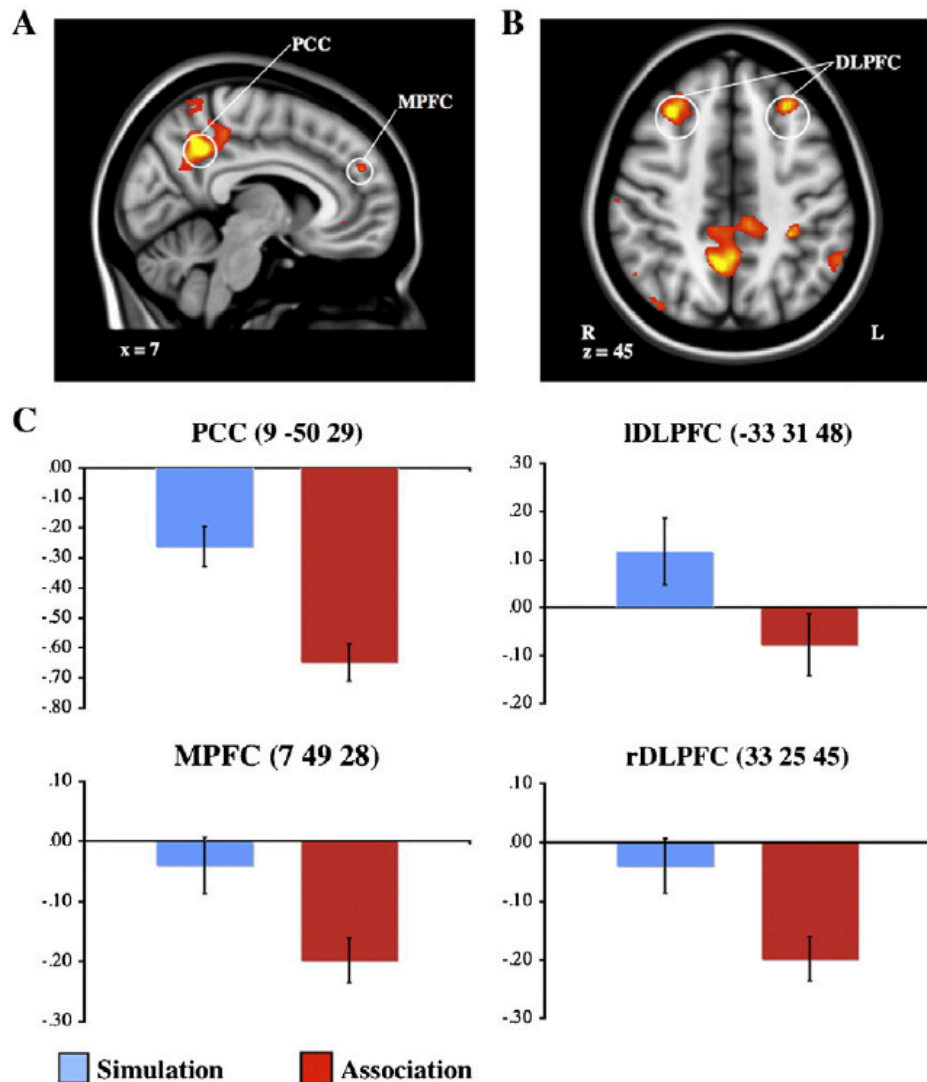 A
PCC
MPFC
x = 7
B
DLPFC
R
L
z = 45
C
PCC (9 -50 29)
.00
-.10
-.20
-.30
-.40
-.50
-.60
-.70
-.80
lDLPFC (-33 31 48)
.30
.20
.10
.00
-.10
-.20
MPFC (7 49 28)
.10
.00
-.10
-.20
-.30
rDLPFC (33 25 45)
.10
.00
-.10
-.20
-.30
Simulation
Association